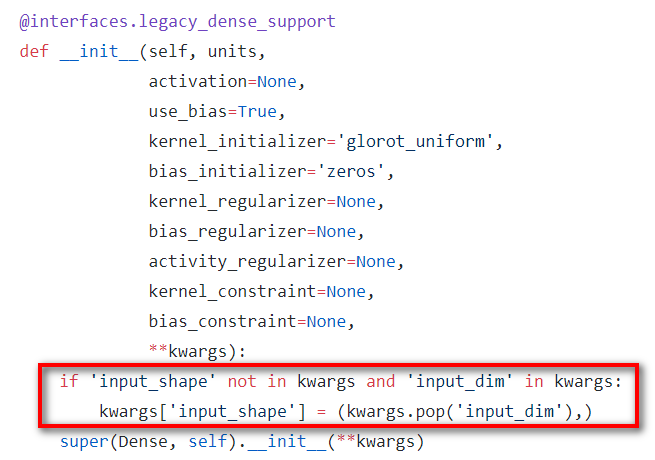 @interfaces.legacy_dense_support
def __init__(self, units,
activation=None,
use_bias=True,
kernel_initializer='glorot_uniform',
bias_initializer='zeros',
kernel_regularizer=None,
bias_regularizer=None,
activity_regularizer=None,
kernel_constraint=None,
bias_constraint=None,
**kwargs):
if 'input_shape' not in kwargs and 'input_dim' in kwargs:
kwargs['input_shape'] = (kwargs.pop('input_dim'),)
super(Dense, self).__init__(**kwargs)